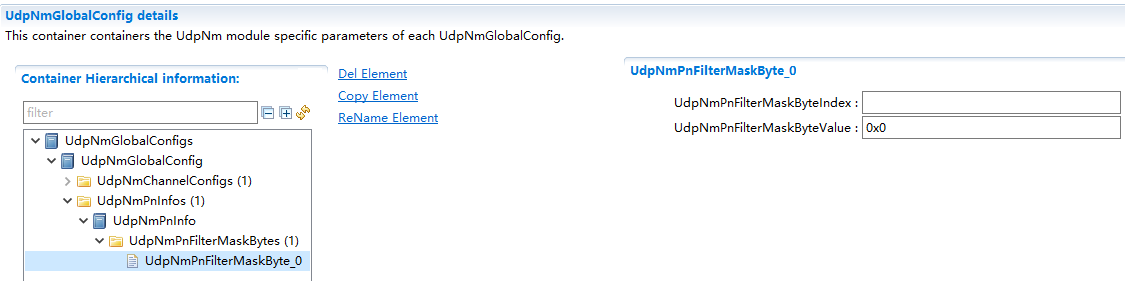 UdpNmGlobalConfig details
This container containers the UdpNm module specific parameters of each UdpNmGlobalConfig.
Container Hierarchical information:
filter
UdpNmGlobalConfigs
UdpNmGlobalConfig
UdpNmChannelConfigs (1)
UdpNmPnInfos (1)
UdpNmPnInfo
UdpNmPnFilterMaskBytes (1)
UdpNmPnFilterMaskByte_0
Del Element
Copy Element
ReName Element
UdpNmPnFilterMaskByte_0
UdpNmPnFilterMaskByteIndex :
UdpNmPnFilterMaskByteValue : 0x0